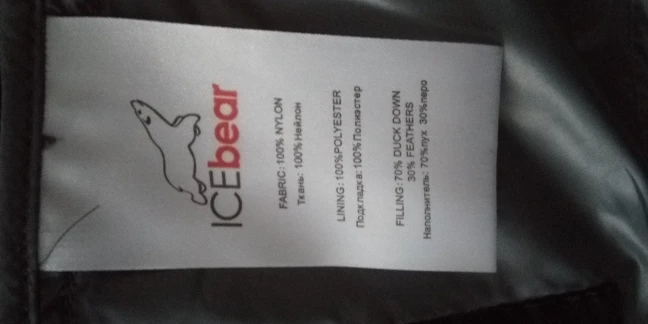 ICEbear
FABRIC: 100% NYLON
Ткань: 100% Нейлон
LINING: 100%POLYESTER
Подкладка: 100% Полиэстер
FILLING: 70% DUCK DOWN
30% FEATHERS
Наполнитель: 70%пух 30%перо